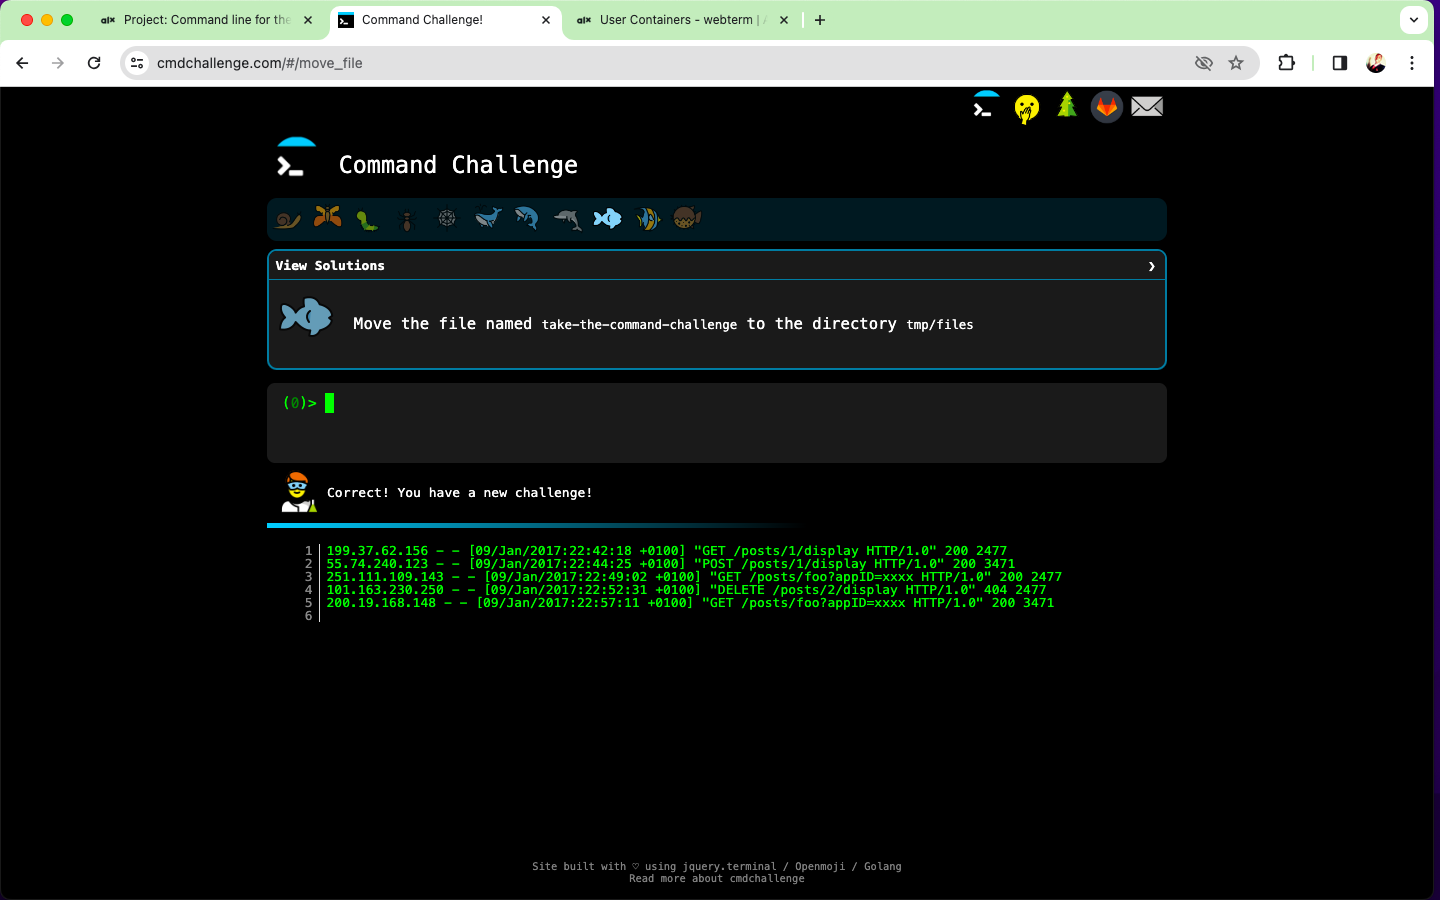 Project: Command line for the
Command Challenge!
User Containers - webterm |
cmdchallenge.com/#/move_file
Command Challenge
View Solutions
Move the file named take-the-command-challenge to the directory tmp/files
(0)>
Correct! You have a new challenge!
1 199.37.62.156 - - [09/Jan/2017:22:42:18 +0100] "GET /posts/1/display HTTP/1.0" 200 2477
2 55.74.240.123 - - [09/Jan/2017:22:44:25 +0100] "POST /posts/1/display HTTP/1.0" 200 3471
3 251.111.109.143 - - [09/Jan/2017:22:49:02 +0100] "GET /posts/foo?appID=xxxx HTTP/1.0" 200 2477
4 101.163.230.250 - - [09/Jan/2017:22:52:31 +0100] "DELETE /posts/2/display HTTP/1.0" 404 2477
5 200.19.168.148 - - [09/Jan/2017:22:57:11 +0100] "GET /posts/foo?appID=xxxx HTTP/1.0" 200 3471
6
Site built with ♡ using jquery.terminal / Openmoji / Golang
Read more about cmdchallenge